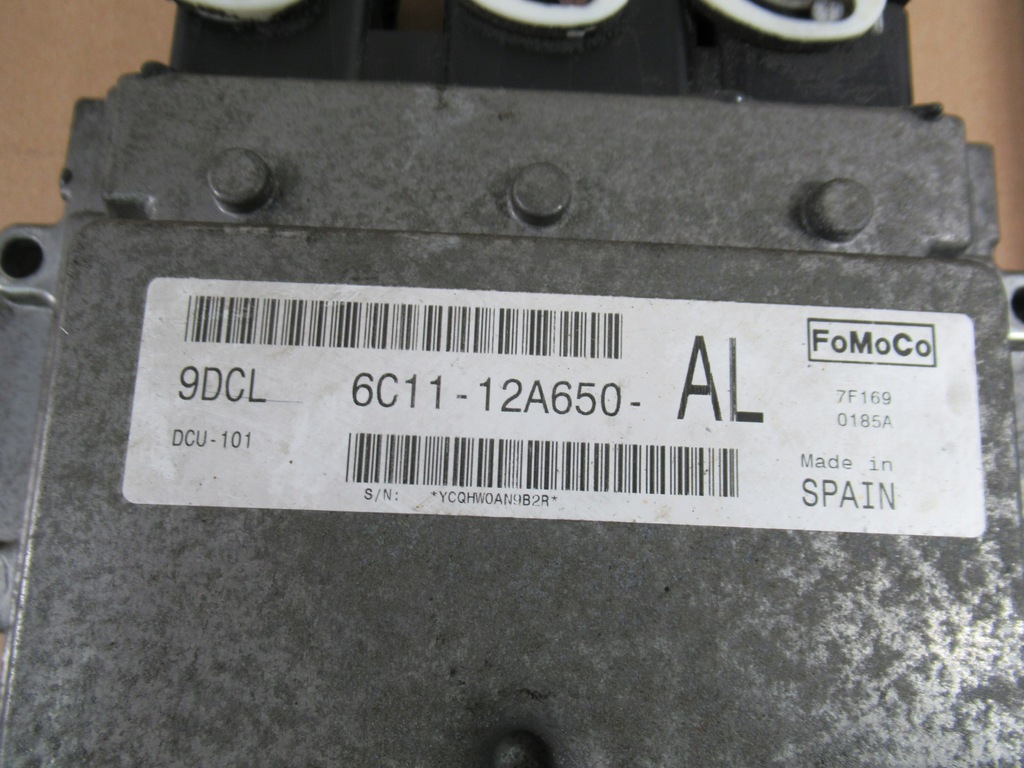 FoMoCo
9DCL 6C11-12A650- AL
7F169
0185A
DCU-101
Made in
SPAIN
S/N: *YCQHW0AN9B2R*